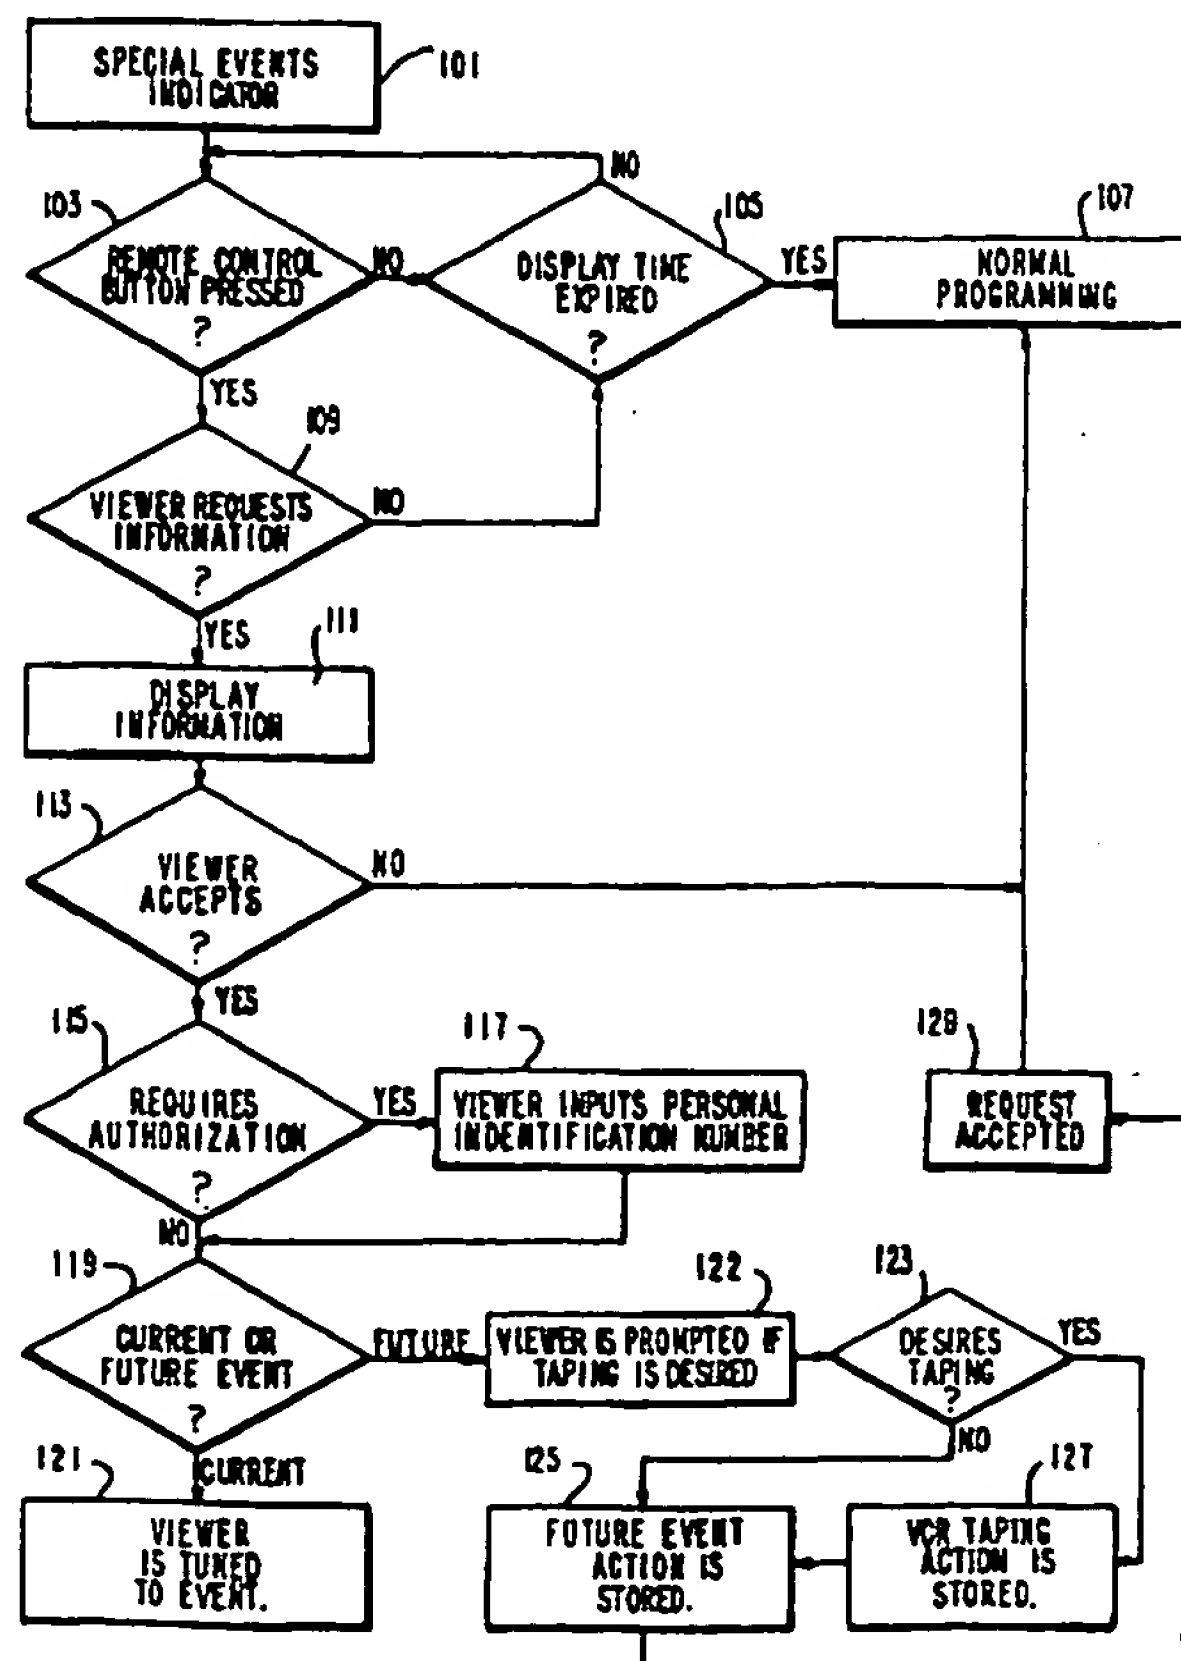 SPECIAL EVENTS
INDICATOR
101
NO
103
105
107
REMOTE CONTROL
BUTTON PRESSED
?
NO
DISPLAY TIME
EXPIRED
?
YES
NORMAL
PROGRAMMING
YES
109
VIEWER REQUESTS
INFORMATION
?
NO
YES
111
DISPLAY
INFORMATION
113
VIEWER
ACCEPTS
?
NO
YES
115
117
128
REQUIRES
AUTHORIZATION
?
YES
VIEWER INPUTS PERSONAL
INDENTIFICATION NUMBER
REQUEST
ACCEPTED
NO
119
122
123
CURRENT OR
FUTURE EVENT
?
FUTURE
VIEWER IS PROMPTED IF
TAPING IS DESIRED
DESIRES
TAPING
?
YES
NO
CURRENT
121
125
127
VIEWER
IS TUNED
TO EVENT.
FUTURE EVENT
ACTION IS
STORED.
VCR TAPING
ACTION IS
STORED.